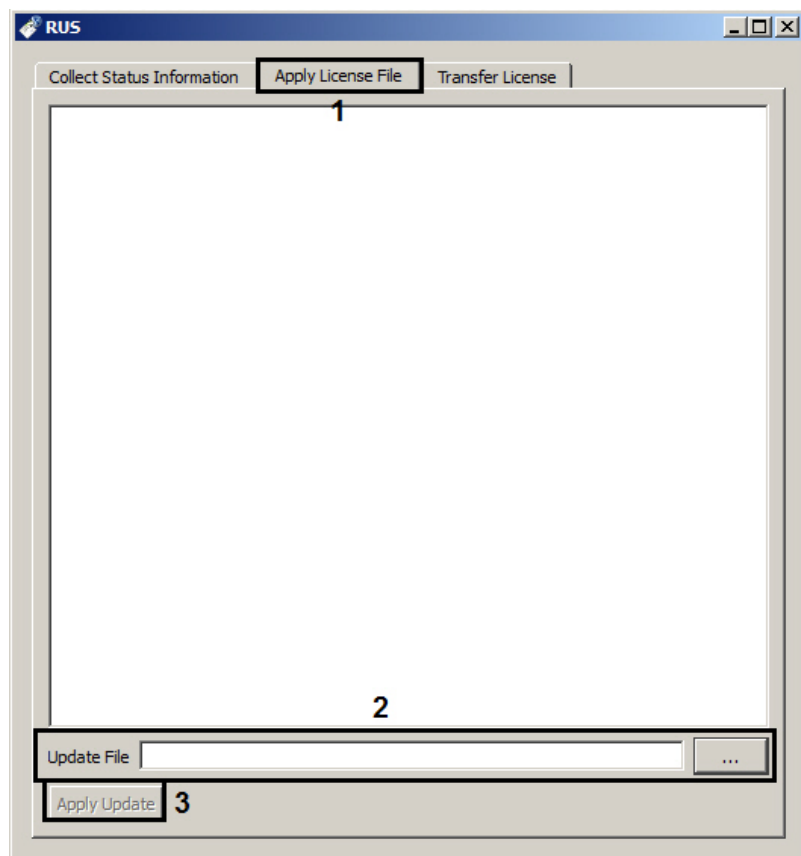 RUS
Collect Status Information Apply License File Transfer License
1
2
Update File ...
Apply Update 3